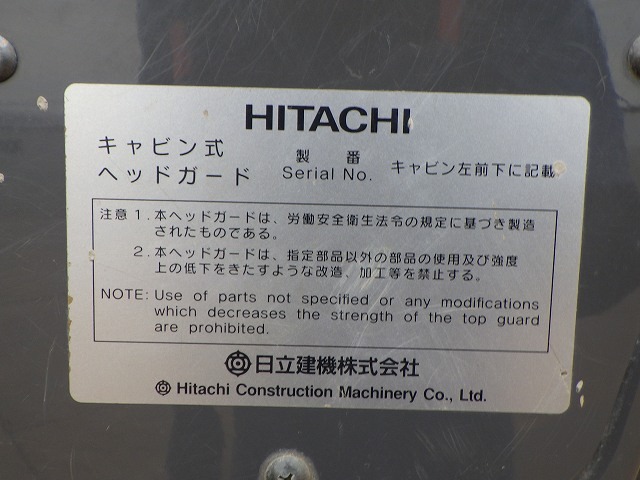 HITACHI
キャビン式
ヘッドガード
製番
Serial No.
キャビン左前下に記載
注意 1. 本ヘッドガードは、労働安全衛生法令の規定に基づき製造
されたものである。
2. 本ヘッドガードは、指定部品以外の部品の使用及び強度
上の低下をきたすような改造、加工等を禁止する。
NOTE: Use of parts not specified or any modifications
which decreases the strength of the top guard
are prohibited.
日立建機株式会社
Hitachi Construction Machinery Co., Ltd.